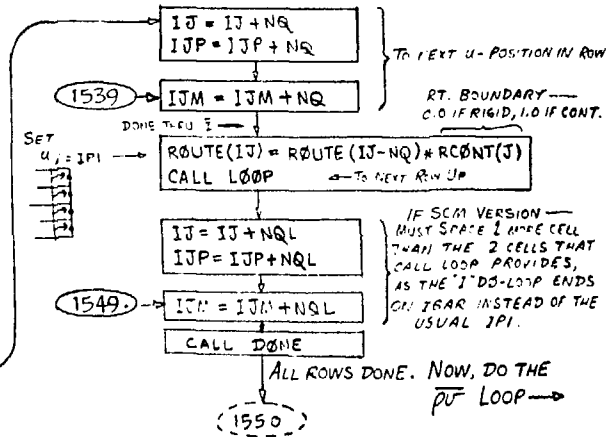 IJ = IJ+NQ
IJP = IJP+NQ
TO NEXT U-POSITION IN ROW
1539
IJM = IJM+NQ
RT. BOUNDARY —
0.0 IF RIGID, 1.0 IF CONT.
DONE THRU I̅
SET
u, i = IP1
RØUTE(IJ) = RØUTE(IJ-NQ)*RCØNT(J)
CALL LØØP
TO NEXT ROW UP
IF SCM VERSION —
MUST SPACE 1 MORE CELL
THAN THE 2 CELLS THAT
CALL LOOP PROVIDES,
AS THE "I" DO-LOOP ENDS
ON IBAR INSTEAD OF THE
USUAL IP1.
IJ = IJ+NQL
IJP = IJP+NQL
1549
IJM = IJM+NQL
CALL DØNE
ALL ROWS DONE. NOW, DO THE
ρv LOOP
1550